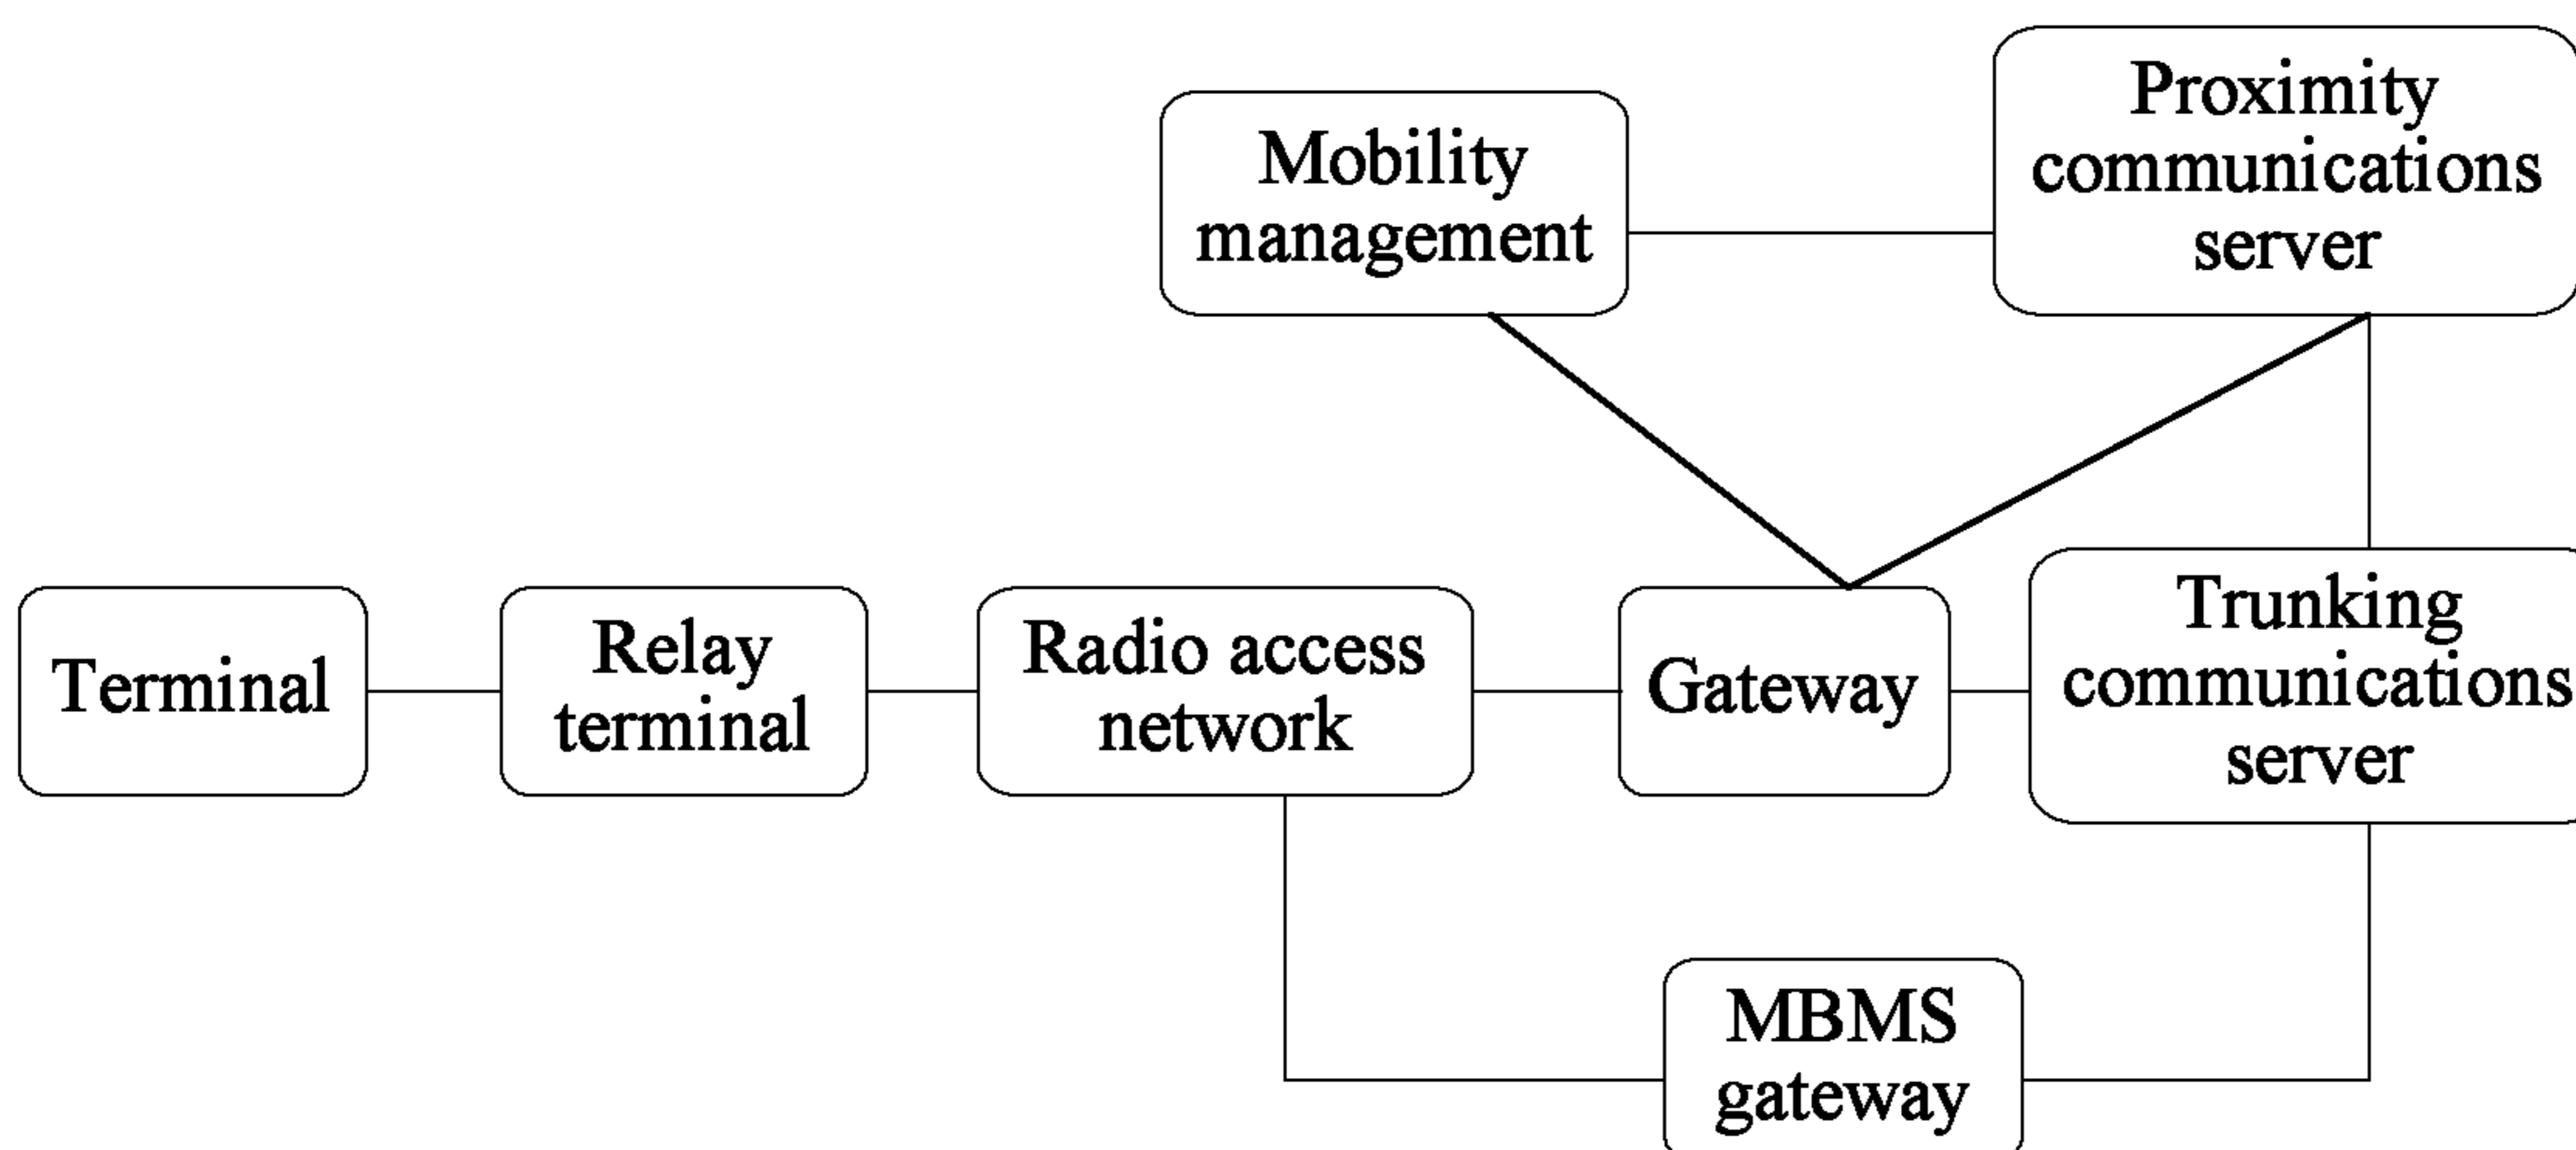 Mobility
management
Proximity
communications
server
Terminal
Relay
terminal
Radio access
network
Gateway
Trunking
communications
server
MBMS
gateway